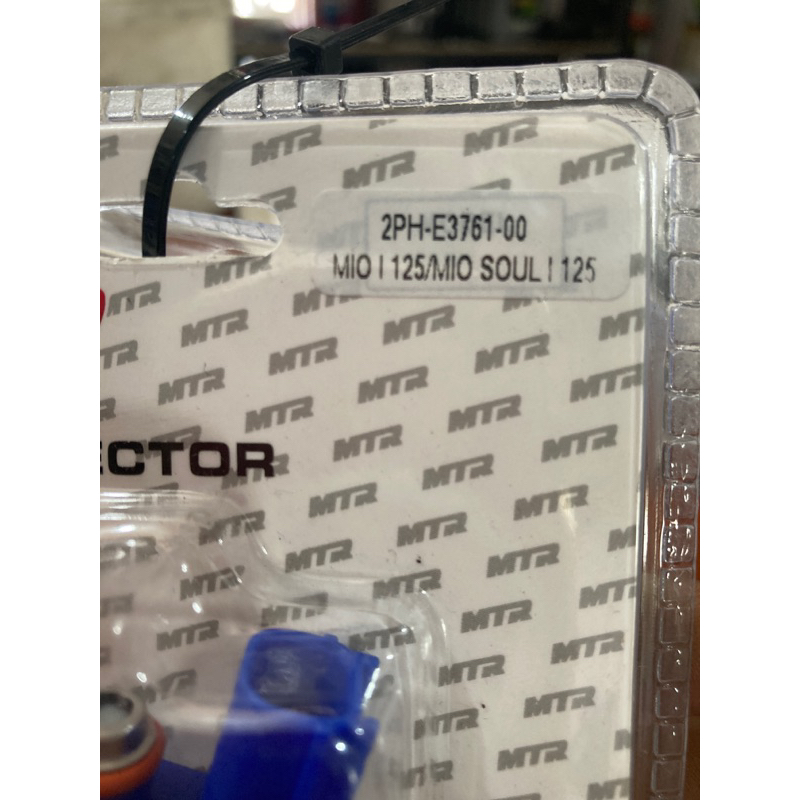 2PH-E3761-00
MIO I 125/MIO SOUL I 125
MTR
ECTOR